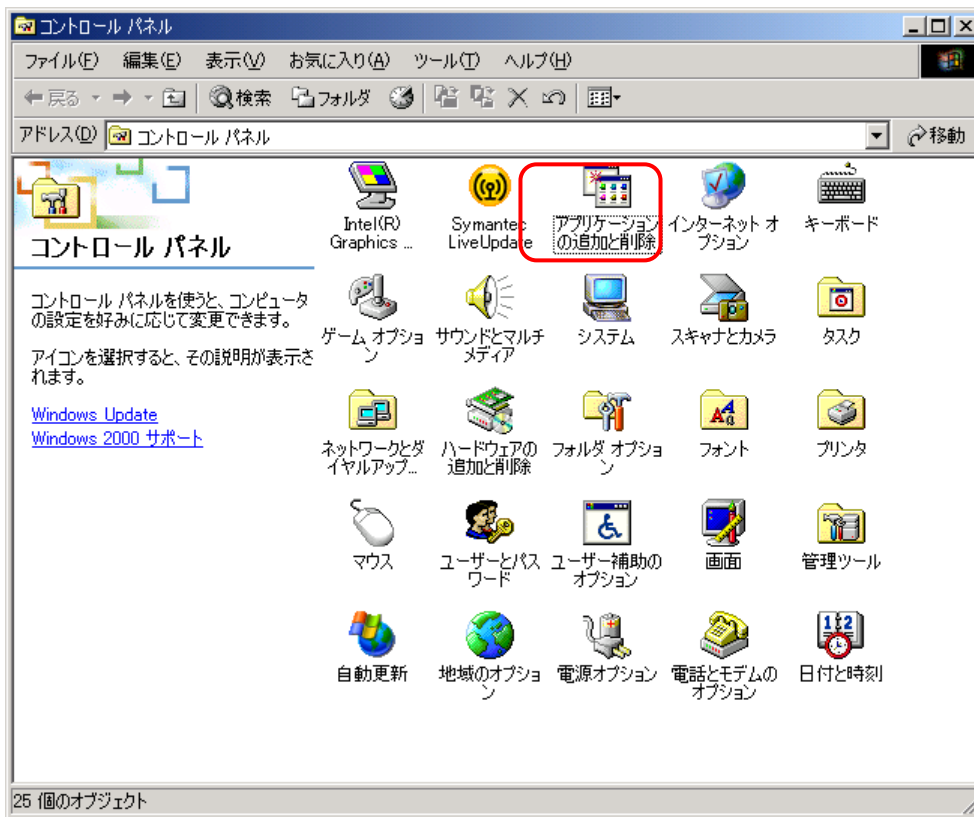 コントロール パネル
ファイル(F) 編集(E) 表示(V) お気に入り(A) ツール(T) ヘルプ(H)
戻る 検索 フォルダ
アドレス(D) コントロール パネル 移動
コントロール パネル
コントロール パネルを使うと、コンピュータ
の設定を好みに応じて変更できます。
アイコンを選択すると、その説明が表示さ
れます。
Windows Update
Windows 2000 サポート
Intel(R)
Graphics ...
Symantec
LiveUpdate
アプリケーション
の追加と削除
インターネット オ
プション
キーボード
ゲーム オプショ
ン
サウンドとマルチ
メディア
システム
スキャナとカメラ
タスク
ネットワークとダ
イヤルアップ...
ハードウェアの
追加と削除
フォルダ オプショ
ン
フォント
プリンタ
マウス
ユーザーとパス
ワード
ユーザー補助の
オプション
画面
管理ツール
自動更新
地域のオプショ
ン
電源オプション
電話とモデムの
オプション
日付と時刻
25 個のオブジェクト